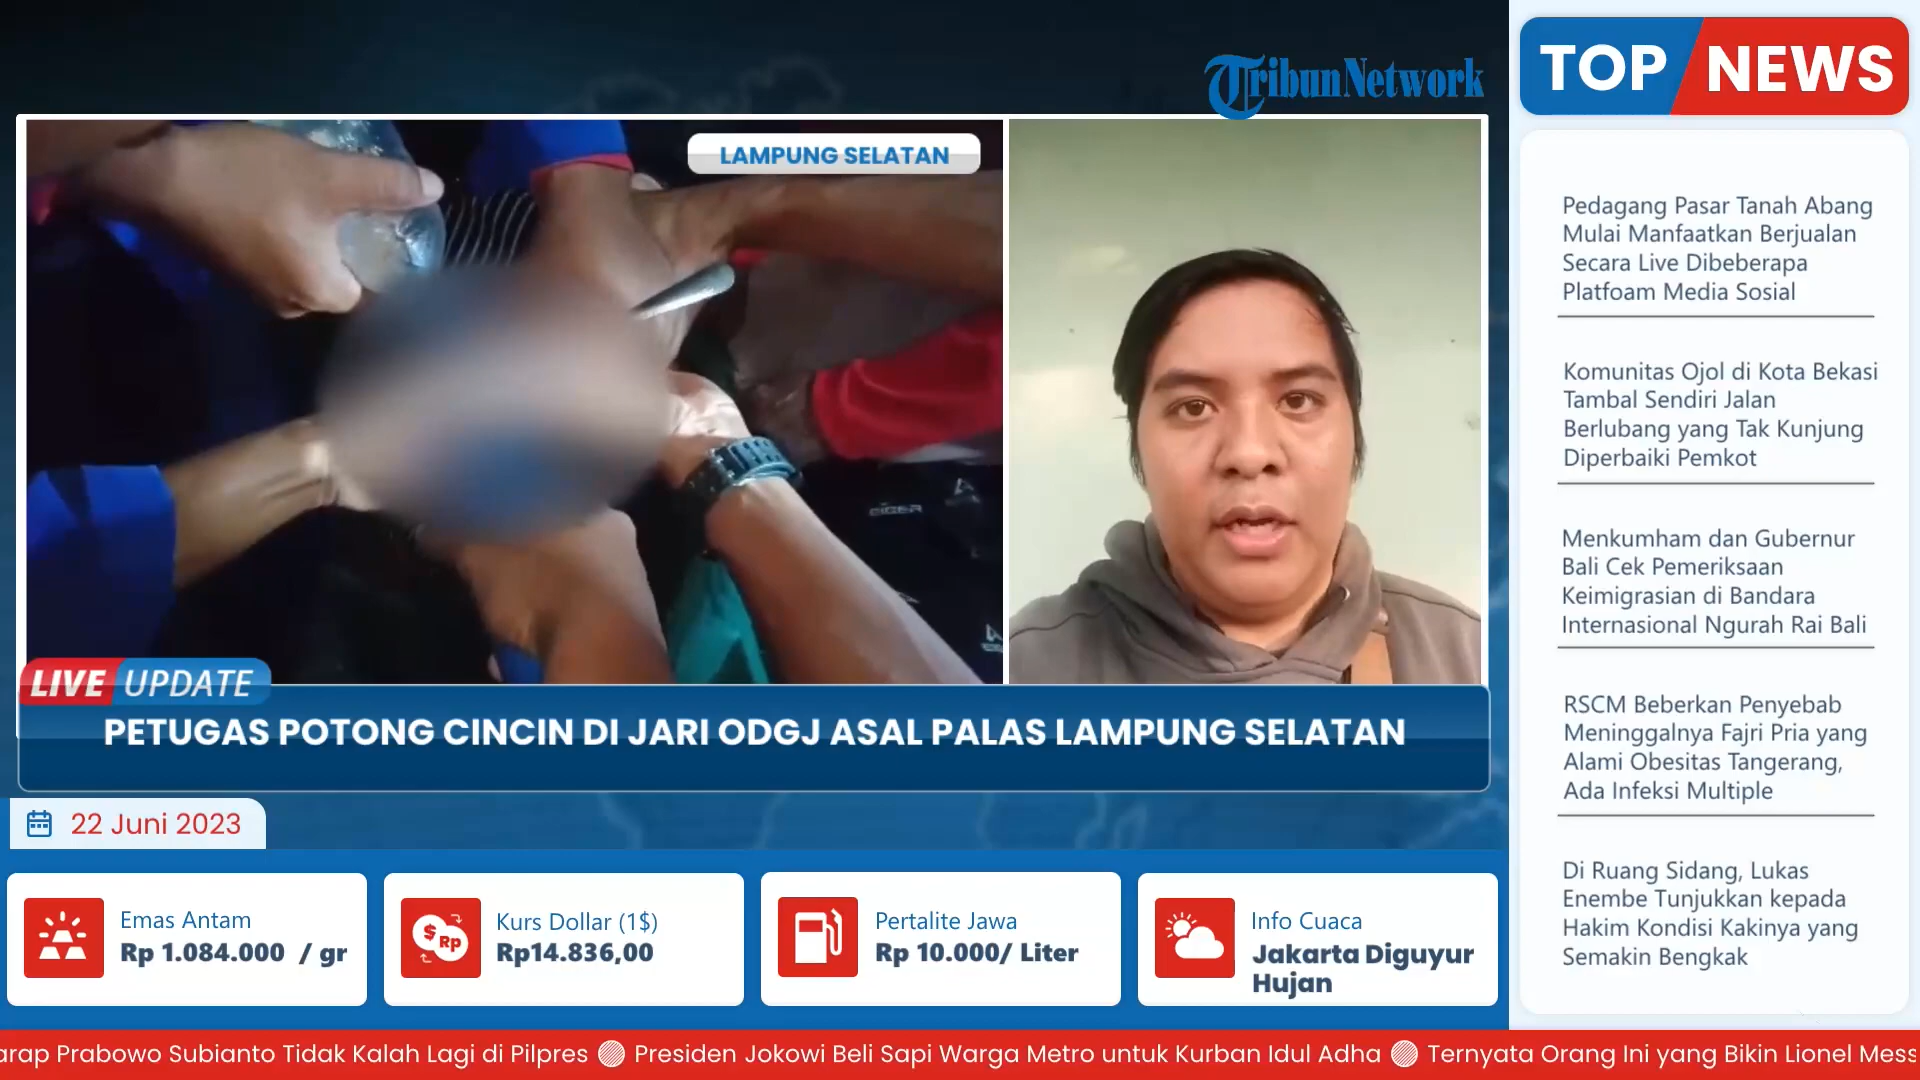 TribunNetwork
LAMPUNG SELATAN
EIGER
LIVE UPDATE
PETUGAS POTONG CINCIN DI JARI ODGJ ASAL PALAS LAMPUNG SELATAN
22 Juni 2023
Emas Antam
Rp 1.084.000 / gr
Kurs Dollar (1$)
Rp14.836,00
$ Rp
Pertalite Jawa
Rp 10.000/ Liter
Info Cuaca
Jakarta Diguyur
Hujan
TOP NEWS
Pedagang Pasar Tanah Abang
Mulai Manfaatkan Berjualan
Secara Live Dibeberapa
Platfoam Media Sosial
Komunitas Ojol di Kota Bekasi
Tambal Sendiri Jalan
Berlubang yang Tak Kunjung
Diperbaiki Pemkot
Menkumham dan Gubernur
Bali Cek Pemeriksaan
Keimigrasian di Bandara
Internasional Ngurah Rai Bali
RSCM Beberkan Penyebab
Meninggalnya Fajri Pria yang
Alami Obesitas Tangerang,
Ada Infeksi Multiple
Di Ruang Sidang, Lukas
Enembe Tunjukkan kepada
Hakim Kondisi Kakinya yang
Semakin Bengkak
arap Prabowo Subianto Tidak Kalah Lagi di Pilpres Presiden Jokowi Beli Sapi Warga Metro untuk Kurban Idul Adha Ternyata Orang Ini yang Bikin Lionel Mess